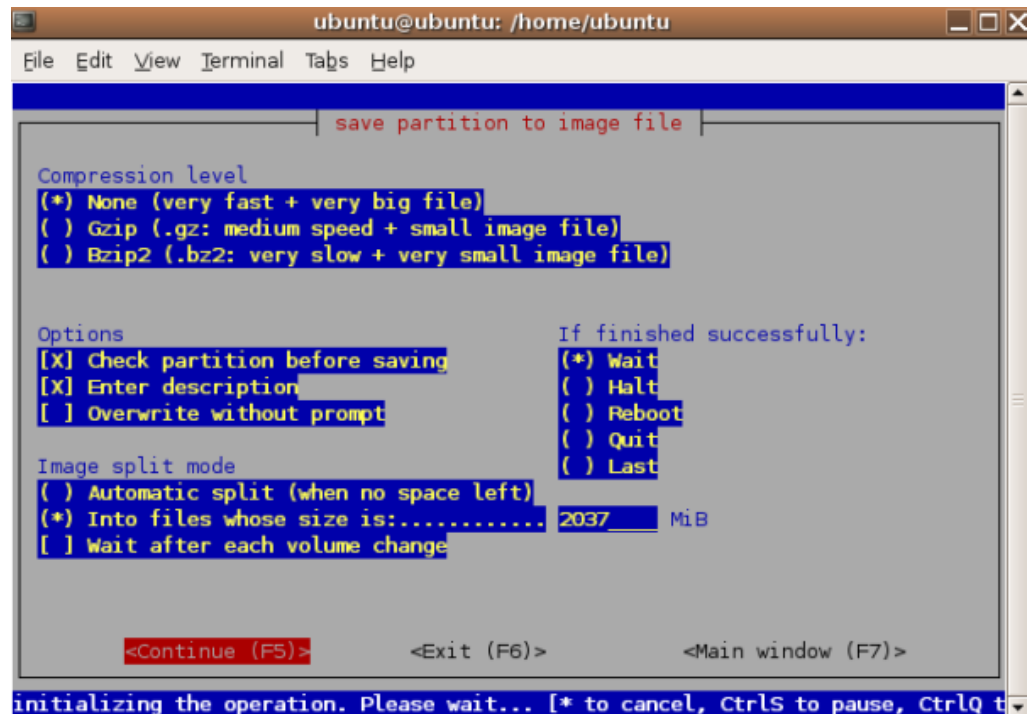 ubuntu@ubuntu: /home/ubuntu
File Edit View Terminal Tabs Help
save partition to image file
Compression level
(*) None (very fast + very big file)
( ) Gzip (.gz: medium speed + small image file)
( ) Bzip2 (.bz2: very slow + very small image file)
Options
[X] Check partition before saving
[X] Enter description
[ ] Overwrite without prompt
If finished successfully:
(*) Wait
( ) Halt
( ) Reboot
( ) Quit
( ) Last
Image split mode
( ) Automatic split (when no space left)
(*) Into files whose size is:............ 2037____ MiB
[ ] Wait after each volume change
<Continue (F5)> <Exit (F6)> <Main window (F7)>
initializing the operation. Please wait... [* to cancel, CtrlS to pause, CtrlQ t